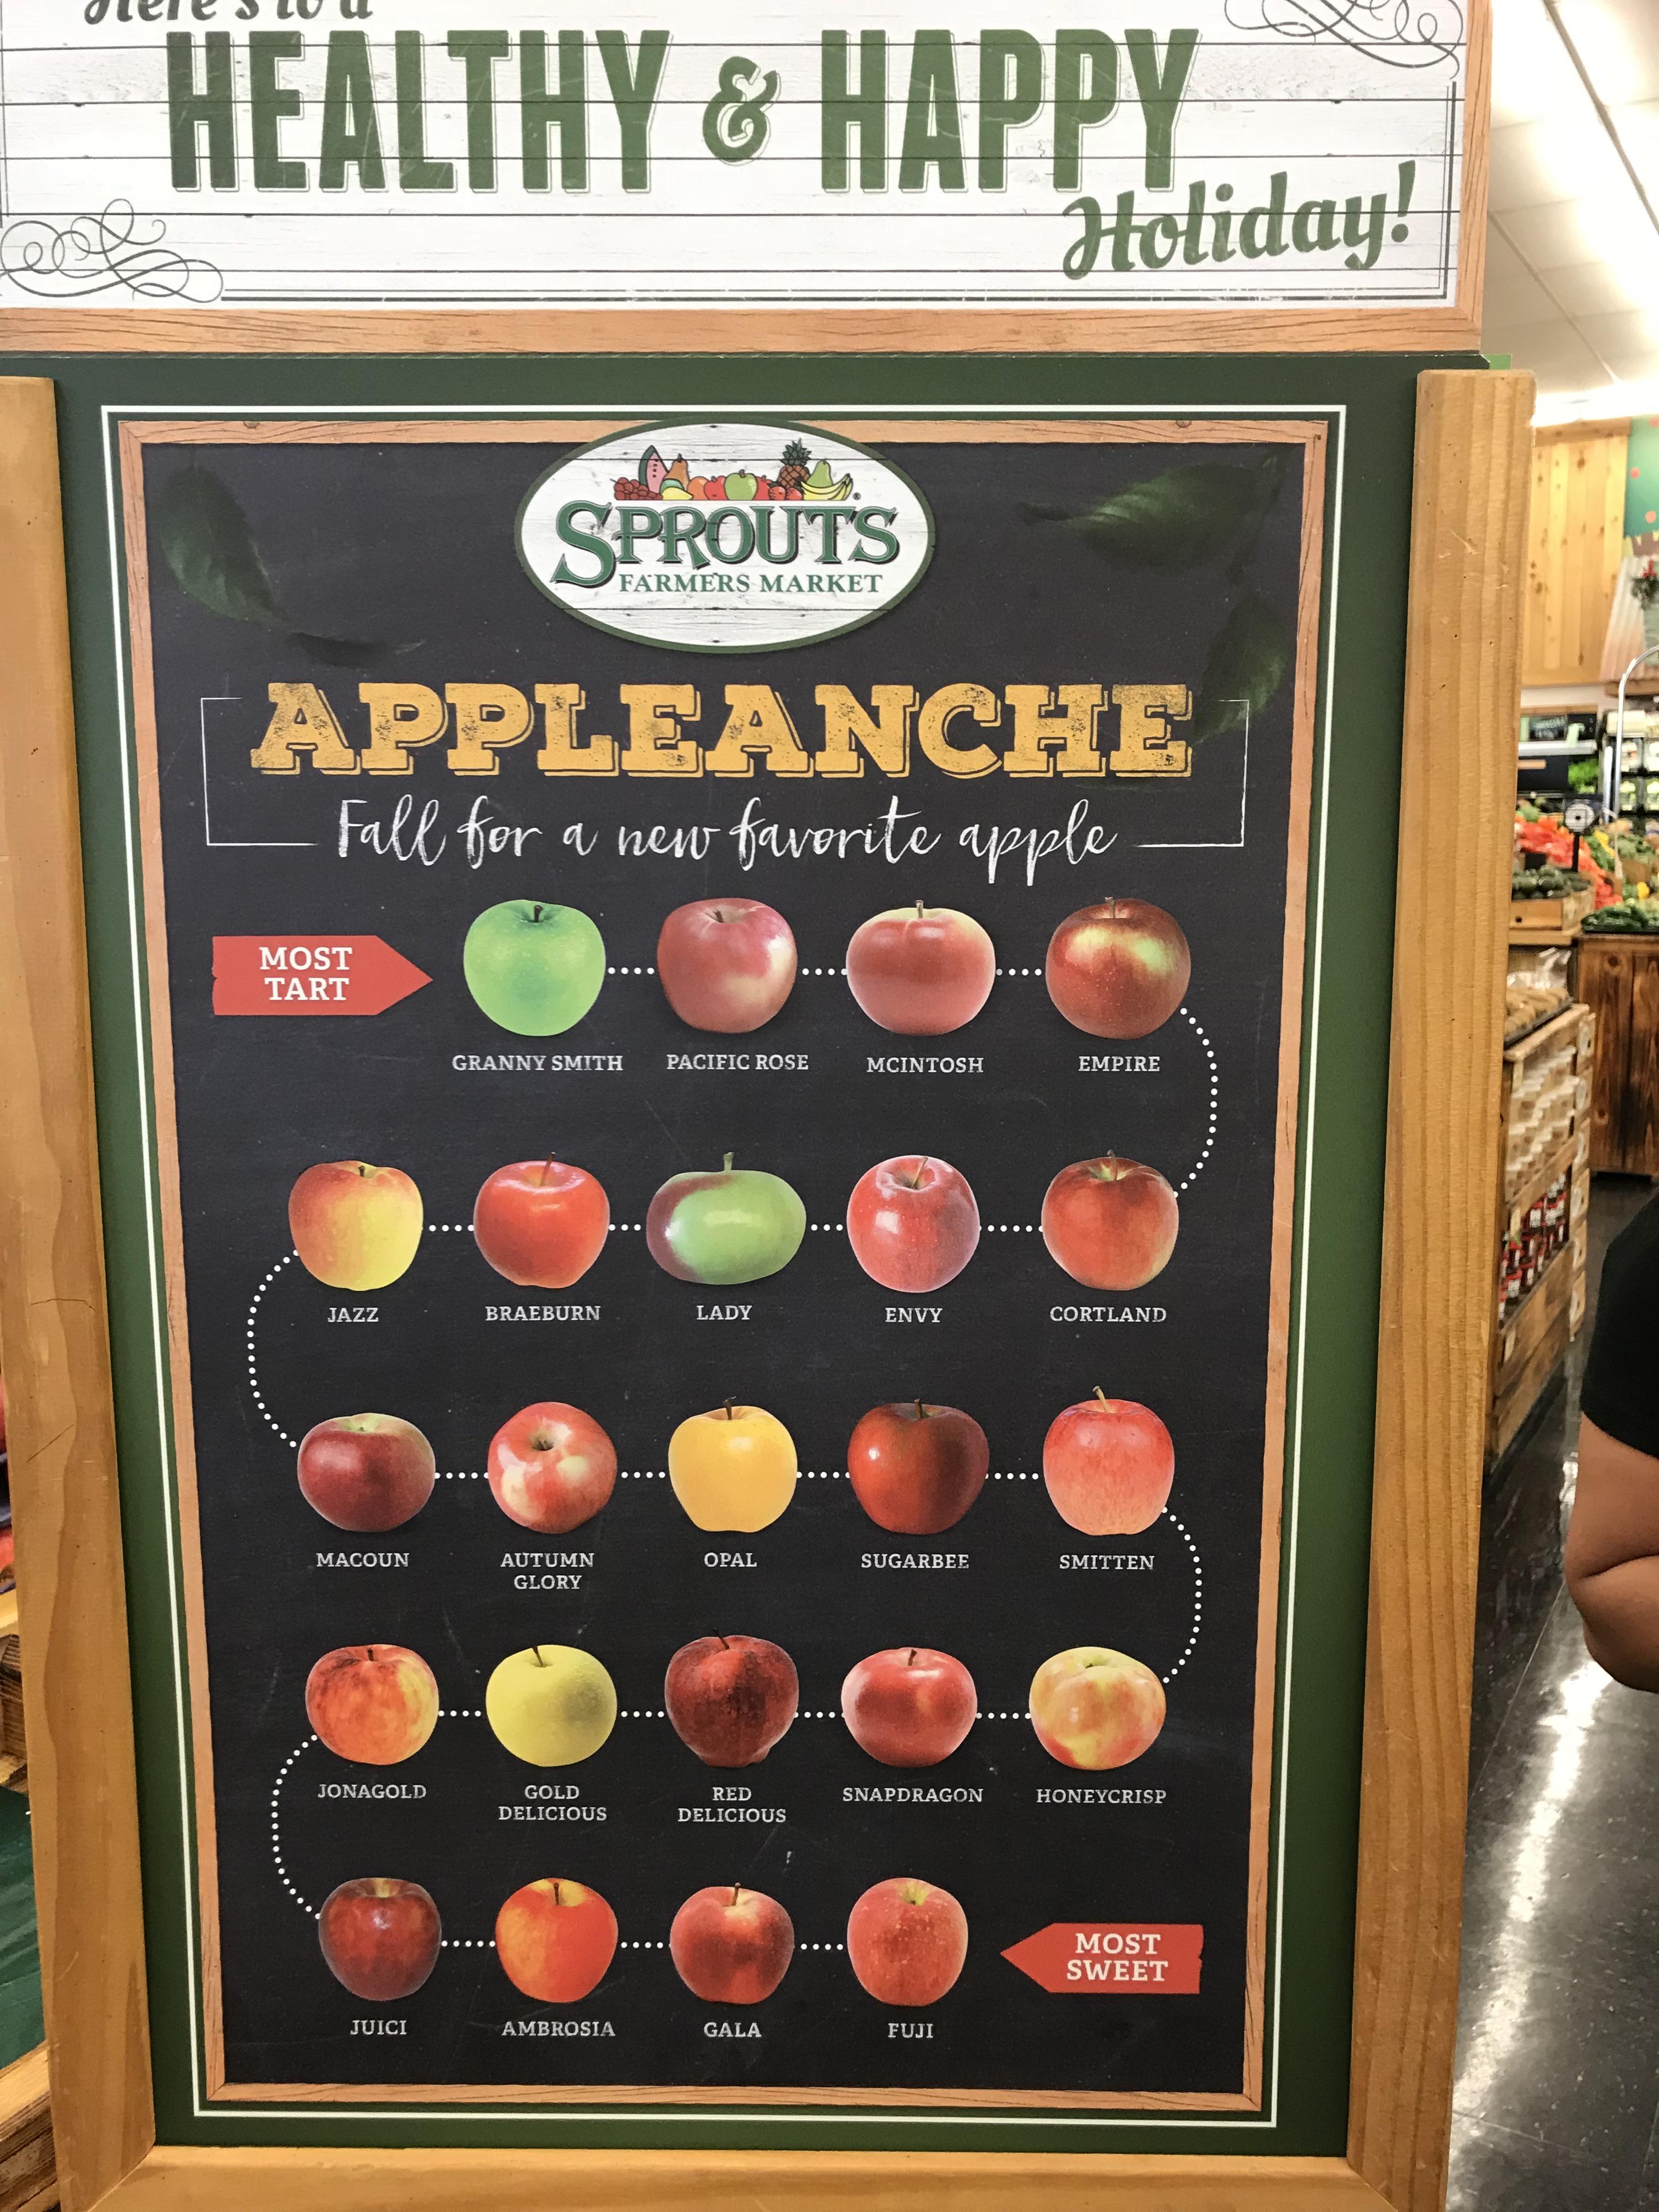 Here's to a
HEALTHY & HAPPY
Holiday!
SPROUTS
FARMERS MARKET
APPLEANCHE
Fall for a new favorite apple
MOST
TART
GRANNY SMITH
PACIFIC ROSE
MCINTOSH
EMPIRE
JAZZ
BRAEBURN
LADY
ENVY
CORTLAND
MACOUN
AUTUMN
GLORY
OPAL
SUGARBEE
SMITTEN
JONAGOLD
GOLD
DELICIOUS
RED
DELICIOUS
SNAPDRAGON
HONEYCRISP
JUICI
AMBROSIA
GALA
FUJI
MOST
SWEET